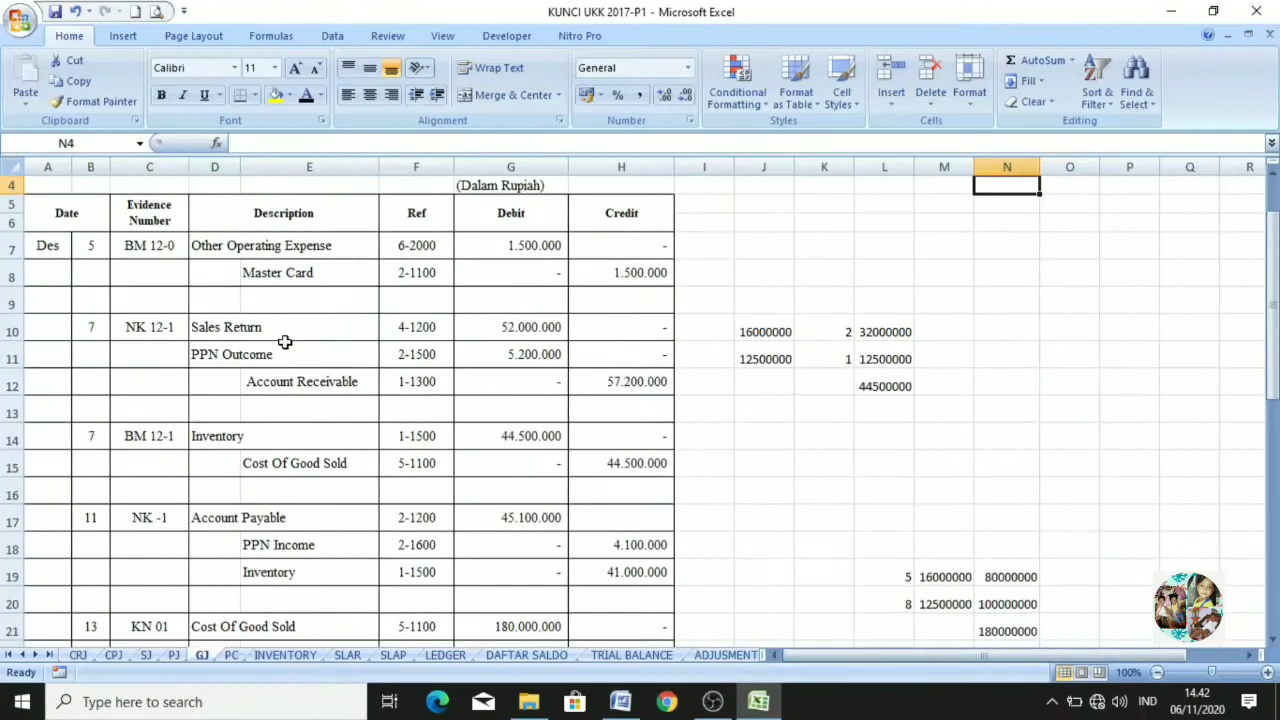 KUNCI UKK 2017-P1 - Microsoft Excel
Home Insert Page Layout Formulas Data Review View Developer Nitro Pro
Paste Cut Copy Format Painter Clipboard
Calibri 11 A A B I U A Font
Wrap Text Merge & Center Alignment
General % , Number
Conditional Formatting Format as Table Cell Styles Styles
Insert Delete Format Cells
Σ AutoSum Fill Clear Sort & Filter Find & Select Editing
N4 fx
A B C D E F G H I J K L M N O P Q R
4 (Dalam Rupiah)
5 Date Evidence Number Description Ref Debit Credit
6
7 Des 5 BM 12-0 Other Operating Expense 6-2000 1.500.000 -
8 Master Card 2-1100 - 1.500.000
9
10 7 NK 12-1 Sales Return 4-1200 52.000.000 - 16000000 2 32000000
11 PPN Outcome 2-1500 5.200.000 - 12500000 1 12500000
12 Account Receivable 1-1300 - 57.200.000 44500000
13
14 7 BM 12-1 Inventory 1-1500 44.500.000 -
15 Cost Of Good Sold 5-1100 - 44.500.000
16
17 11 NK -1 Account Payable 2-1200 45.100.000
18 PPN Income 2-1600 - 4.100.000
19 Inventory 1-1500 - 41.000.000 5 16000000 80000000
20 8 12500000 100000000
21 13 KN 01 Cost Of Good Sold 5-1100 180.000.000 - 180000000
CRJ CPJ SJ PJ GJ PC INVENTORY SLAR SLAP LEDGER DAFTAR SALDO TRIAL BALANCE ADJUSMENT
Ready 100%
Type here to search IND 14.42
06/11/2020